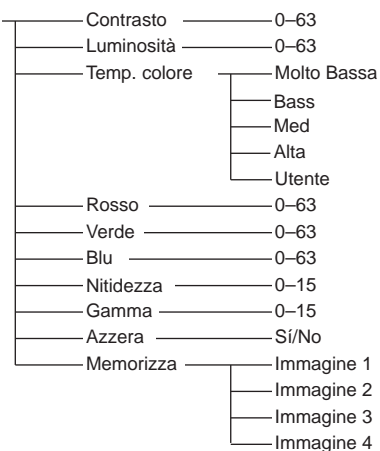 Contrasto 0–63
Luminosità 0–63
Temp. colore Molto Bassa
Bass
Med
Alta
Utente
Rosso 0–63
Verde 0–63
Blu 0–63
Nitidezza 0–15
Gamma 0–15
Azzera Sí/No
Memorizza Immagine 1
Immagine 2
Immagine 3
Immagine 4